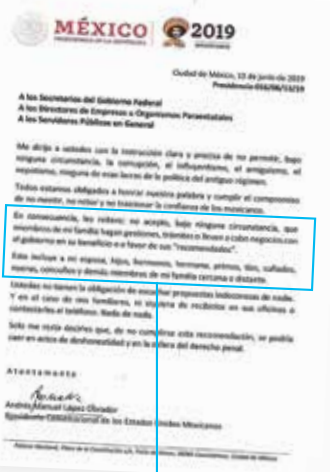 MÉXICO
PRESIDENCIA DE LA REPÚBLICA
2019
Ciudad de México, 10 de junio de 2019
Presidencia
A los Secretarios del Gobierno Federal
A los Directores de Empresas u Organismos Paraestatales
A los Servidores Públicos en General
Me dirijo a ustedes con la instrucción clara y precisa de no permitir, bajo
ninguna circunstancia, la corrupción, el influyentismo, el amiguismo, el
nepotismo, ninguna de esas lacras de la política del antiguo régimen.
Todos estamos obligados a honrar nuestra palabra y cumplir el compromiso
de no mentir, no robar y no traicionar la confianza de los mexicanos.
En consecuencia, les reitero: no acepto, bajo ninguna circunstancia, que
miembros de mi familia hagan gestiones, trámites o lleven a cabo negocios con
el gobierno en su beneficio o a favor de sus "recomendados".
Esto incluye a mi esposa, hijos, hermanos, hermana, primos, tíos, cuñados,
nueras, concuños y demás miembros de mi familia cercana o distante.
Ustedes no tienen la obligación de escuchar propuestas indecorosas de nadie.
Y en el caso de mis familiares, ni siquiera de recibirlos en sus oficinas o
contestarles el teléfono. Nada de nada.
Solo me resta decirles que, de no cumplirse esta recomendación, se podría
caer en actos de deshonestidad y en la esfera del derecho penal.
Atentamente
Andrés Manuel López Obrador
Presidente Constitucional de los Estados Unidos Mexicanos